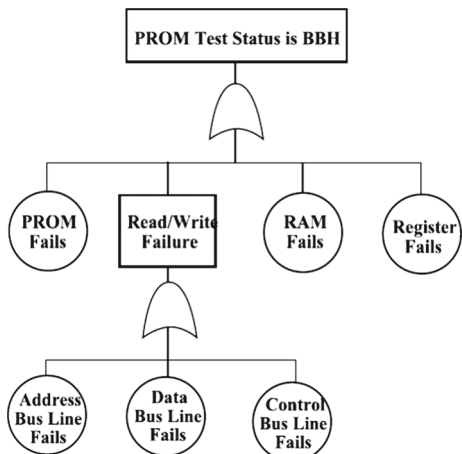 PROM Test Status is BBH
PROM
Fails
Read/Write
Failure
RAM
Fails
Register
Fails
Address
Bus Line
Fails
Data
Bus Line
Fails
Control
Bus Line
Fails